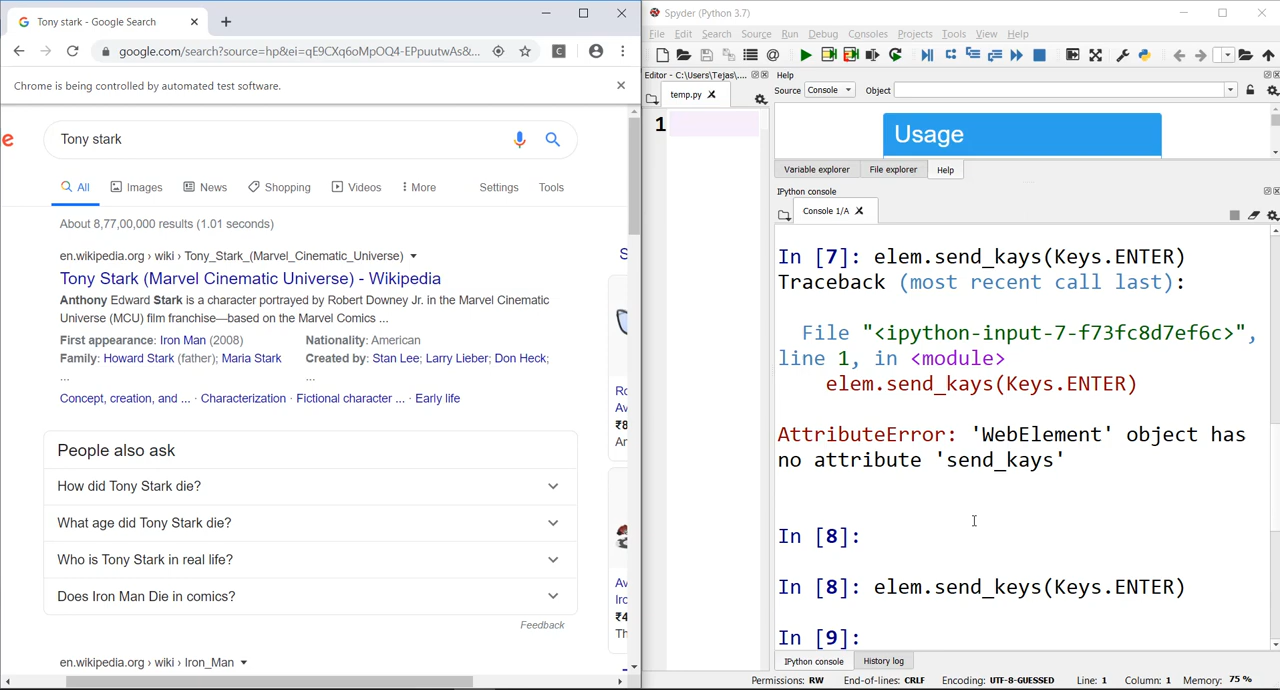 Tony stark - Google Search
google.com/search?source=hp&ei=qE9CXq6oMpOQ4-EPpuutwAs&...
C
Chrome is being controlled by automated test software.
e
Tony stark
All
Images
News
Shopping
Videos
More
Settings
Tools
About 8,77,00,000 results (1.01 seconds)
en.wikipedia.org › wiki › Tony_Stark_(Marvel_Cinematic_Universe)
Tony Stark (Marvel Cinematic Universe) - Wikipedia
Anthony Edward Stark is a character portrayed by Robert Downey Jr. in the Marvel Cinematic
Universe (MCU) film franchise—based on the Marvel Comics ...
First appearance: Iron Man (2008)
Nationality: American
Family: Howard Stark (father); Maria Stark
...
Created by: Stan Lee; Larry Lieber; Don Heck;
...
Concept, creation, and ... · Characterization · Fictional character ... · Early life
People also ask
How did Tony Stark die?
What age did Tony Stark die?
Who is Tony Stark in real life?
Does Iron Man Die in comics?
Feedback
en.wikipedia.org › wiki › Iron_Man
S
Ro
Av
₹8
An
Av
Iro
₹4
Th
Spyder (Python 3.7)
File Edit Search Source Run Debug Consoles Projects Tools View Help
Editor - C:\Users\Tejas\....
temp.py
1
Help
Source Console Object
Usage
Variable explorer
File explorer
Help
IPython console
Console 1/A
In [7]: elem.send_kays(Keys.ENTER)
Traceback (most recent call last):
File "<ipython-input-7-f73fc8d7ef6c>",
line 1, in <module>
elem.send_kays(Keys.ENTER)
AttributeError: 'WebElement' object has
no attribute 'send_kays'
In [8]:
In [8]: elem.send_keys(Keys.ENTER)
In [9]:
IPython console
History log
Permissions: RW End-of-lines: CRLF Encoding: UTF-8-GUESSED Line: 1 Column: 1 Memory: 75 %